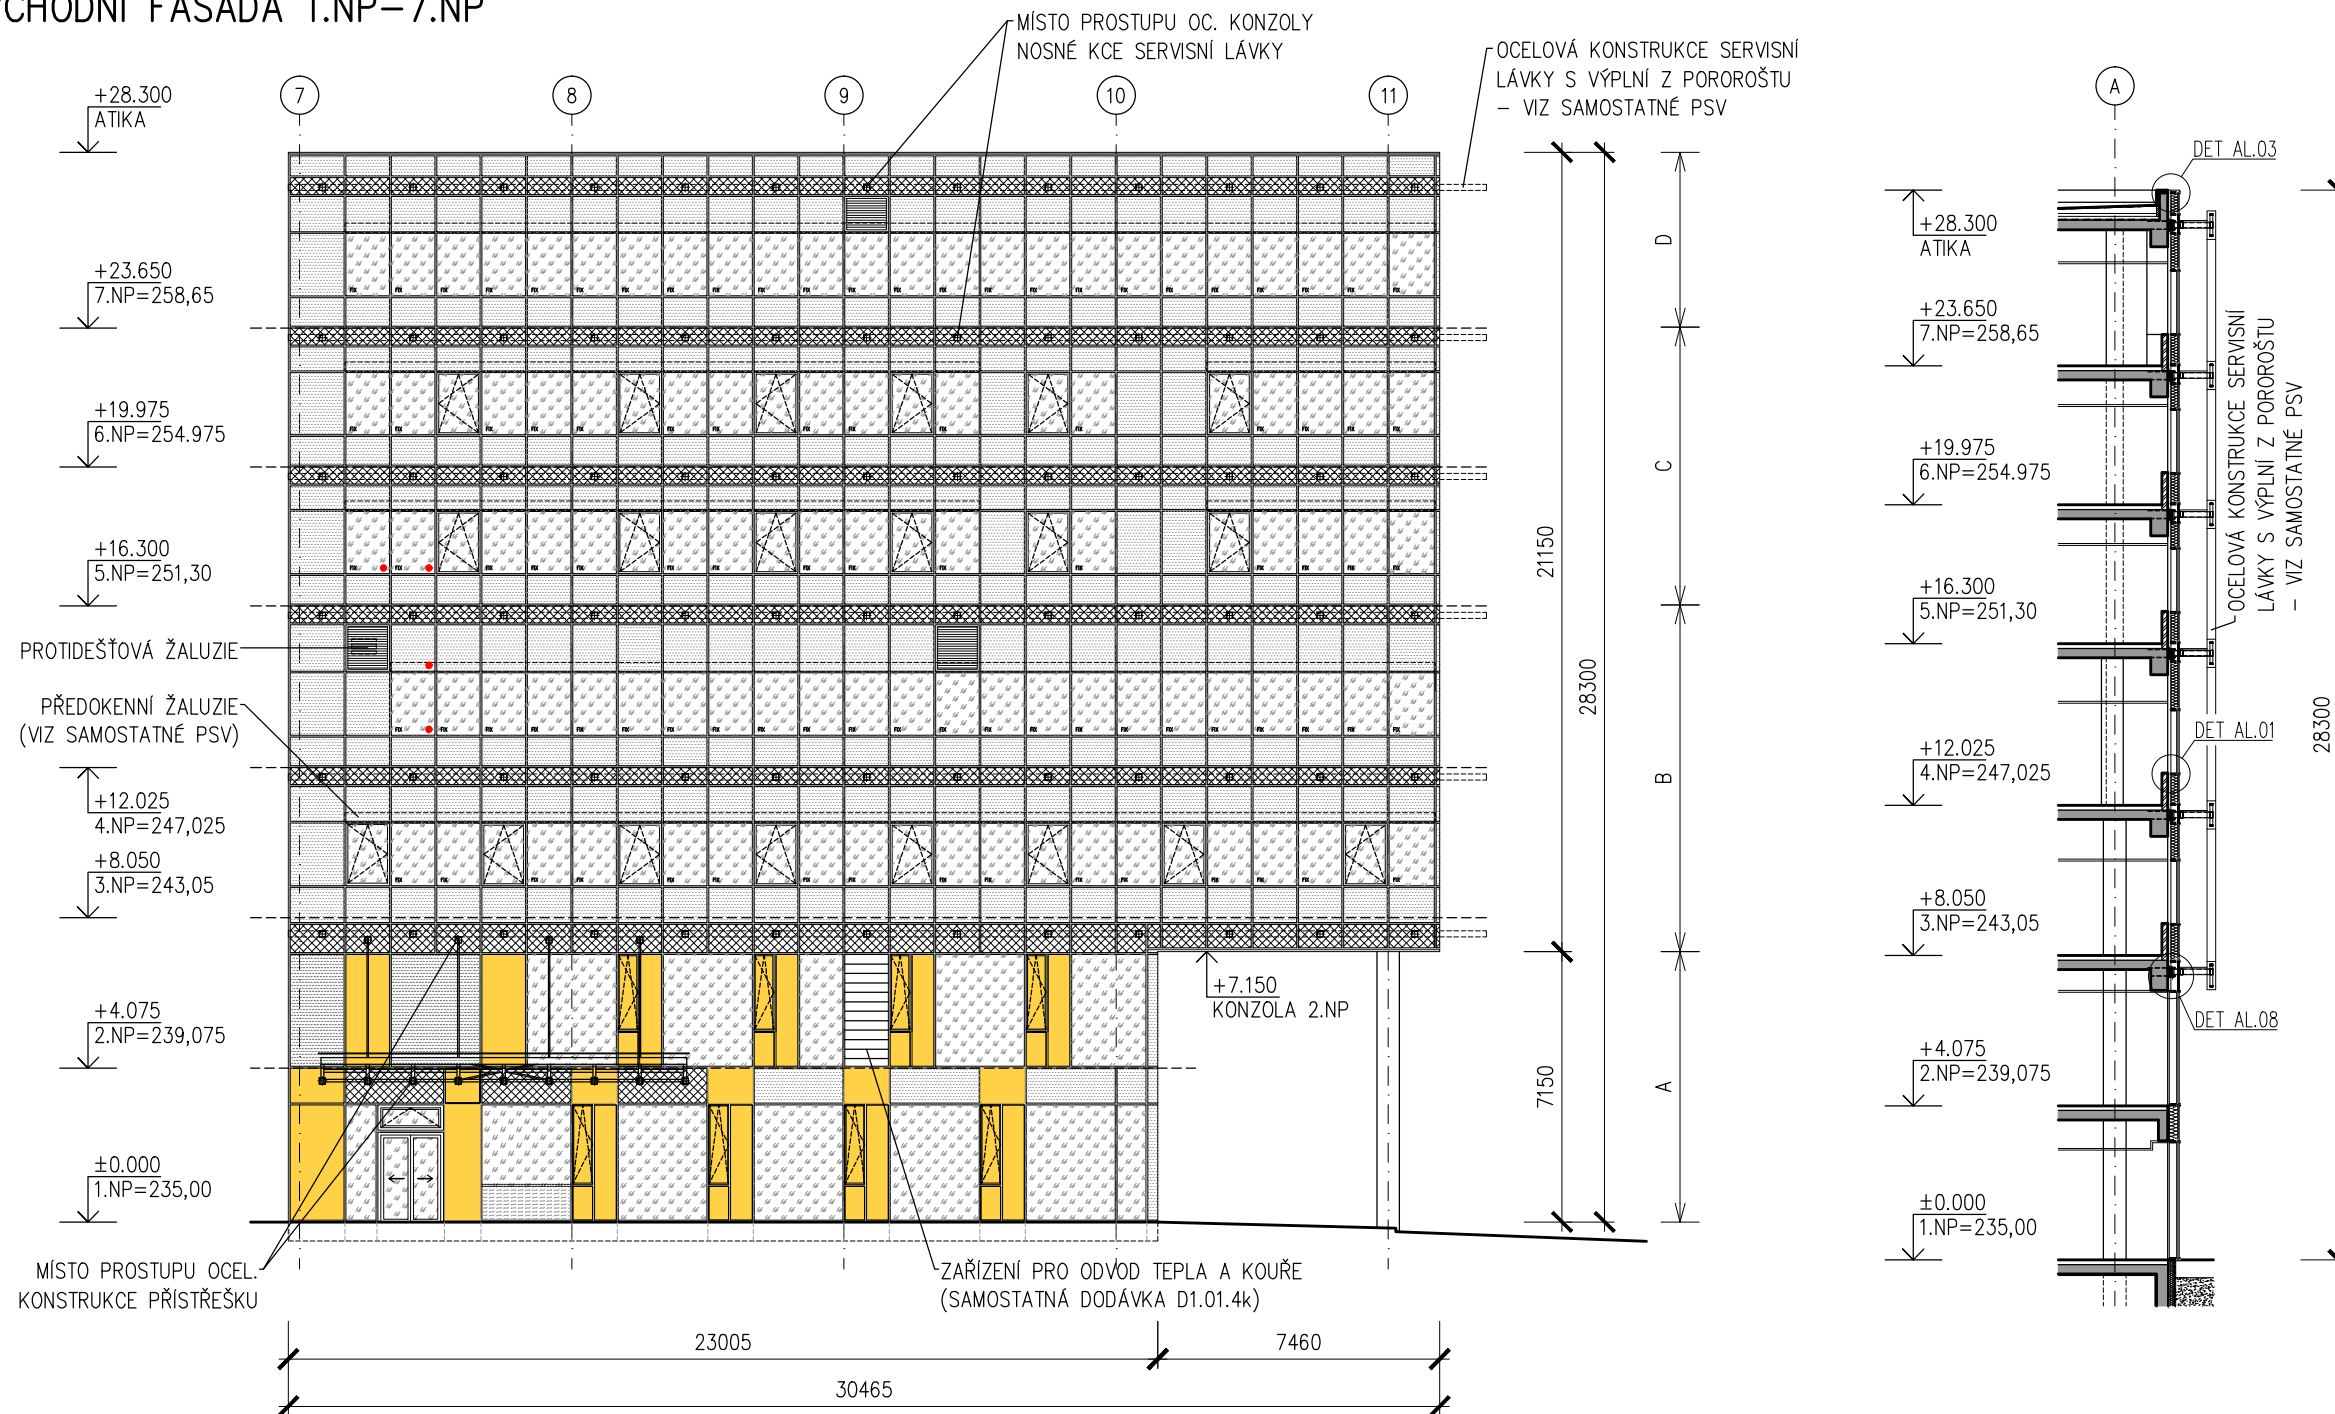 CHODNÍ FASÁDA 1.NP–7.NP
MÍSTO PROSTUPU OC. KONZOLY
NOSNÉ KCE SERVISNÍ LÁVKY
OCELOVÁ KONSTRUKCE SERVISNÍ
LÁVKY S VÝPLNÍ Z POROROŠTU
– VIZ SAMOSTATNÉ PSV
7
8
9
10
11
A
+28.300
ATIKA
+23.650
7.NP=258,65
+19.975
6.NP=254.975
+16.300
5.NP=251,30
PROTIDEŠŤOVÁ ŽALUZIE
PŘEDOKENNÍ ŽALUZIE
(VIZ SAMOSTATNÉ PSV)
+12.025
4.NP=247,025
+8.050
3.NP=243,05
+4.075
2.NP=239,075
±0.000
1.NP=235,00
MÍSTO PROSTUPU OCEL.
KONSTRUKCE PŘÍSTŘEŠKU
ZAŘÍZENÍ PRO ODVOD TEPLA A KOUŘE
(SAMOSTATNÁ DODÁVKA D1.01.4k)
+7.150
KONZOLA 2.NP
23005
7460
30465
21150
7150
28300
D
C
B
A
DET AL.03
+28.300
ATIKA
+23.650
7.NP=258,65
+19.975
6.NP=254.975
+16.300
5.NP=251,30
DET AL.01
+12.025
4.NP=247,025
+8.050
3.NP=243,05
DET AL.08
+4.075
2.NP=239,075
±0.000
1.NP=235,00
OCELOVÁ KONSTRUKCE SERVISNÍ
LÁVKY S VÝPLNÍ Z POROROŠTU
– VIZ SAMOSTATNÉ PSV
28300